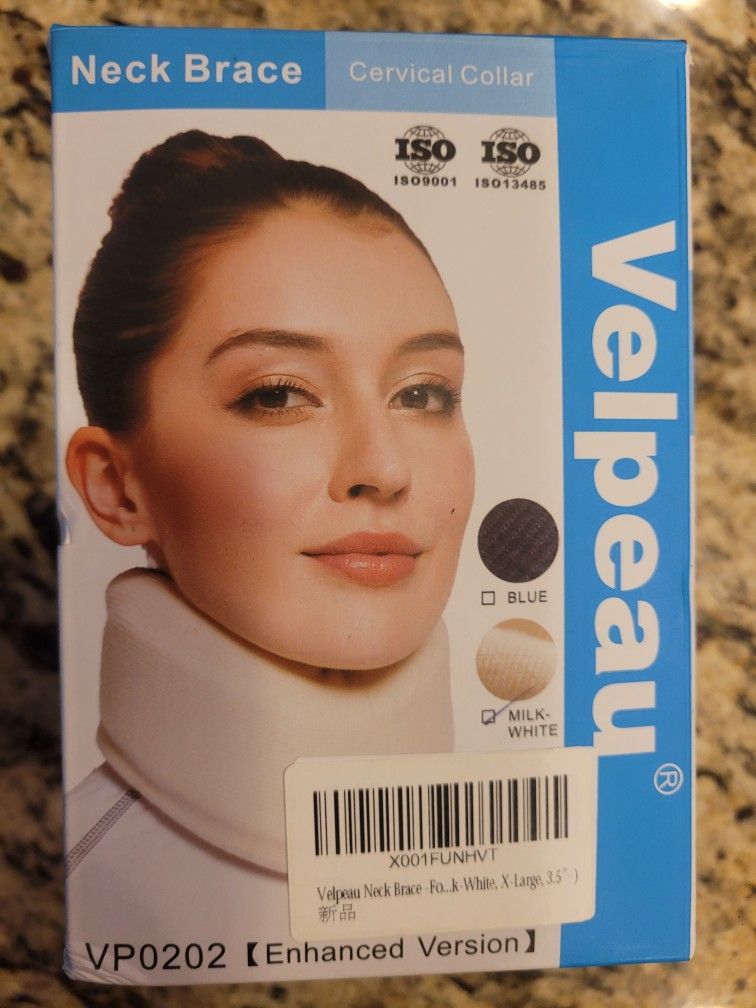 Neck Brace
Cervical Collar
ISO
ISO9001
ISO
ISO13485
Velpeau®
BLUE
MILK-
WHITE
X001FUNHVT
Velpeau Neck Brace -Fo...k-White, X-Large, 3.5" )
新品
VP0202【Enhanced Version】